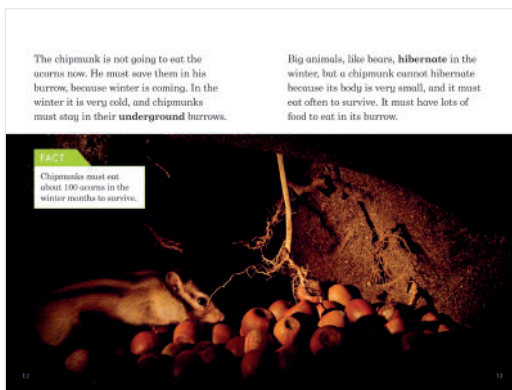 The chipmunk is not going to eat the
acorns now. He must save them in his
burrow, because winter is coming. In the
winter it is very cold, and chipmunks
must stay in their underground burrows.
Big animals, like bears, hibernate in the
winter, but a chipmunk cannot hibernate
because its body is very small, and it must
eat often to survive. It must have lots of
food to eat in its burrow.
FACT
Chipmunks must eat
about 100 acorns in the
winter months to survive.
12
13